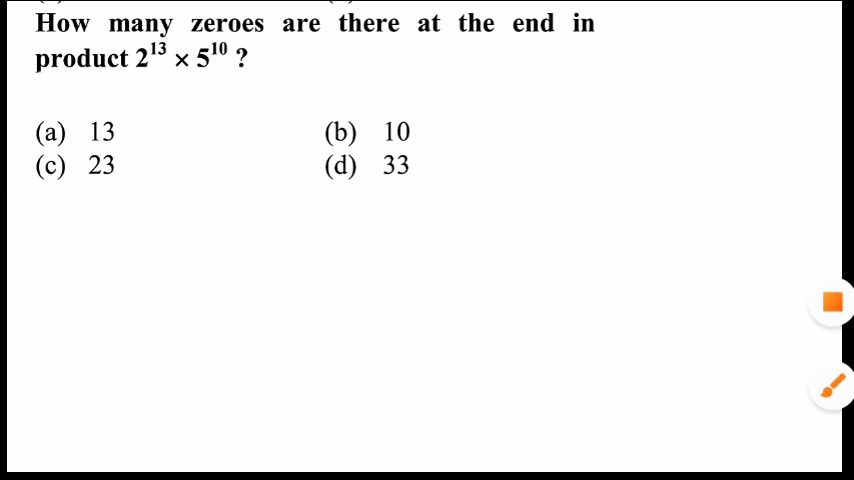 How many zeroes are there at the end in
product 2¹³ × 5¹⁰ ?
(a) 13 (b) 10
(c) 23 (d) 33